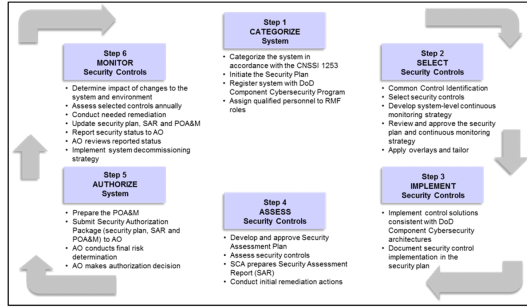 Step 1
CATEGORIZE
System
• Categorize the system in
accordance with the CNSSI 1253
• Initiate the Security Plan
• Register system with DoD
Component Cybersecurity Program
• Assign qualified personnel to RMF
roles
Step 2
SELECT
Security Controls
• Common Control Identification
• Select security controls
• Develop system-level continuous
monitoring strategy
• Review and approve the security
plan and continuous monitoring
strategy
• Apply overlays and tailor
Step 3
IMPLEMENT
Security Controls
• Implement control solutions
consistent with DoD
Component Cybersecurity
architectures
• Document security control
implementation in the
security plan
Step 4
ASSESS
Security Controls
• Develop and approve Security
Assessment Plan
• Assess security controls
• SCA prepares Security Assessment
Report (SAR)
• Conduct initial remediation actions
Step 5
AUTHORIZE
System
• Prepare the POA&M
• Submit Security Authorization
Package (security plan, SAR
and POA&M) to AO
• AO conducts final risk
determination
• AO makes authorization decision
Step 6
MONITOR
Security Controls
• Determine impact of changes to the
system and environment
• Assess selected controls annually
• Conduct needed remediation
• Update security plan, SAR and POA&M
• Report security status to AO
• AO reviews reported status
• Implement system decommissioning
strategy